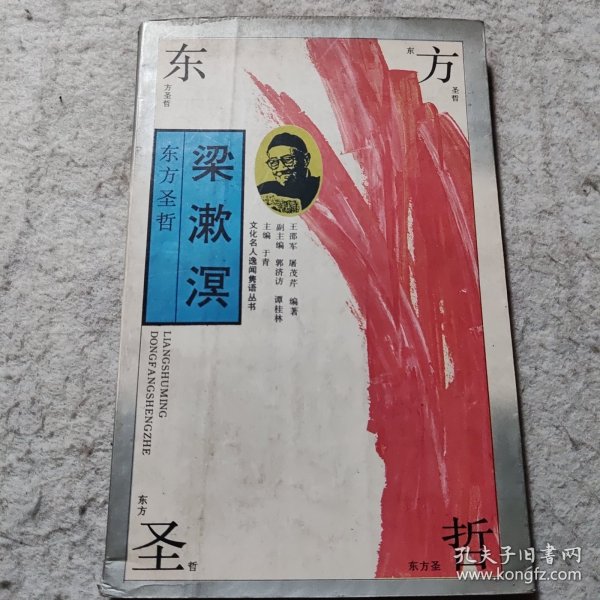 东
方圣哲
东
方
圣哲
梁漱溟
东方圣哲
王邵军 屠茂芹 编著
副主编 郭济访 谭桂林
主编 于青
文化名人逸闻隽语丛书
LIANGSHUMING
DONGFANGSHENGZHE
东方
圣
哲
东方圣
哲
孔夫子旧书网
www.kongfz.com